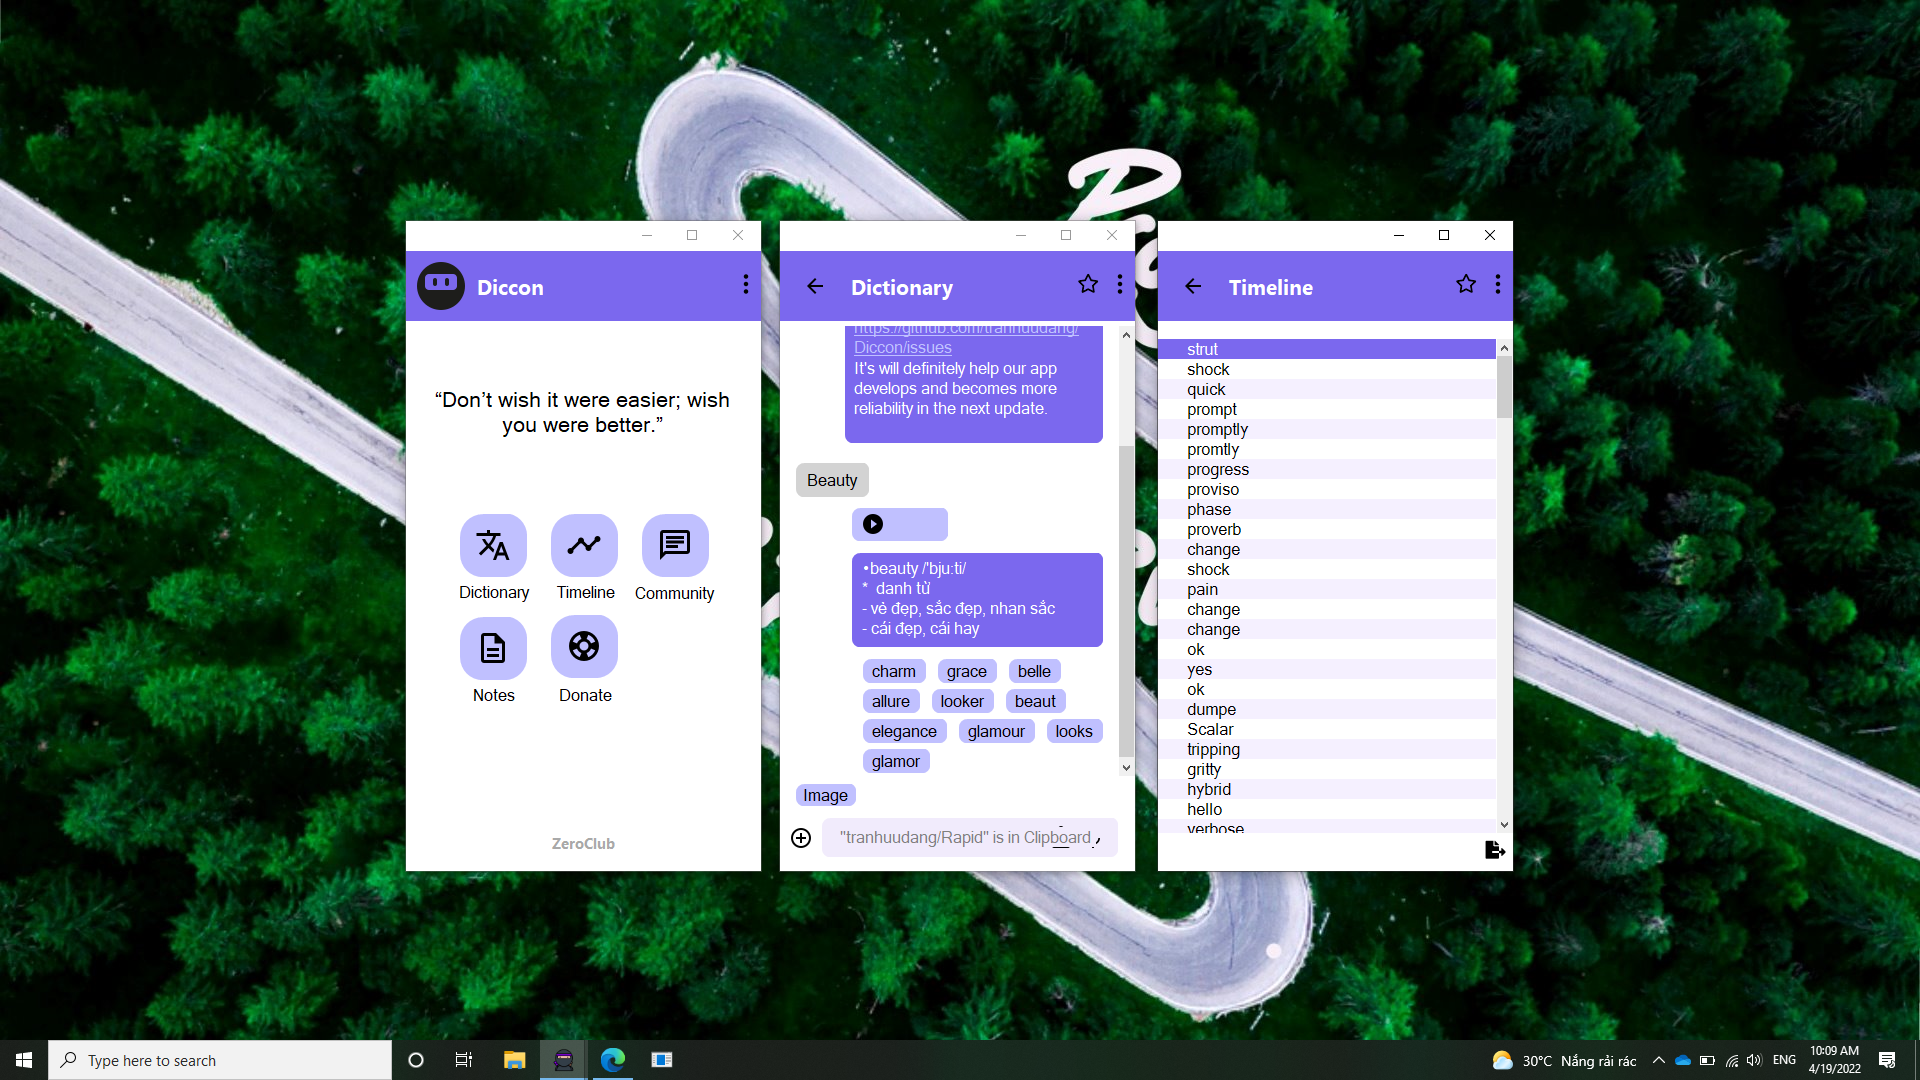 Diccon
“Don’t wish it were easier; wish
you were better.”
Dictionary
Timeline
Community
Notes
Donate
ZeroClub
Dictionary
https://github.com/tranhuudang/
Diccon/issues
It's will definitely help our app
develops and becomes more
reliability in the next update.
Beauty
•beauty /'bju:ti/
*  danh từ
- vẻ đẹp, sắc đẹp, nhan sắc
- cái đẹp, cái hay
charm grace belle
allure looker beaut
elegance glamour looks
glamor
Image
"tranhuudang/Rapid" is in Clipboard
Timeline
strut
shock
quick
prompt
promptly
promtly
progress
proviso
phase
proverb
change
shock
pain
change
change
ok
yes
ok
dumpe
Scalar
tripping
gritty
hybrid
hello
verbose
Type here to search
30°C Nắng rải rác
ENG
10:09 AM
4/19/2022